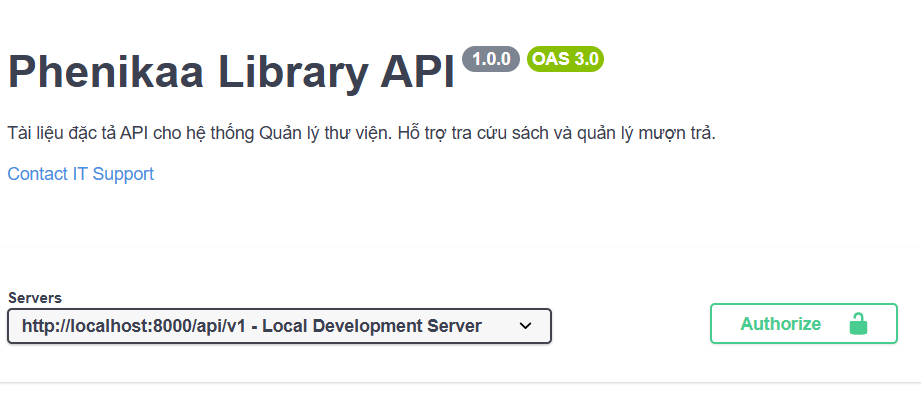 Phenikaa Library API 1.0.0 OAS 3.0
Tài liệu đặc tả API cho hệ thống Quản lý thư viện. Hỗ trợ tra cứu sách và quản lý mượn trả.
Contact IT Support
Servers
http://localhost:8000/api/v1 - Local Development Server
Authorize